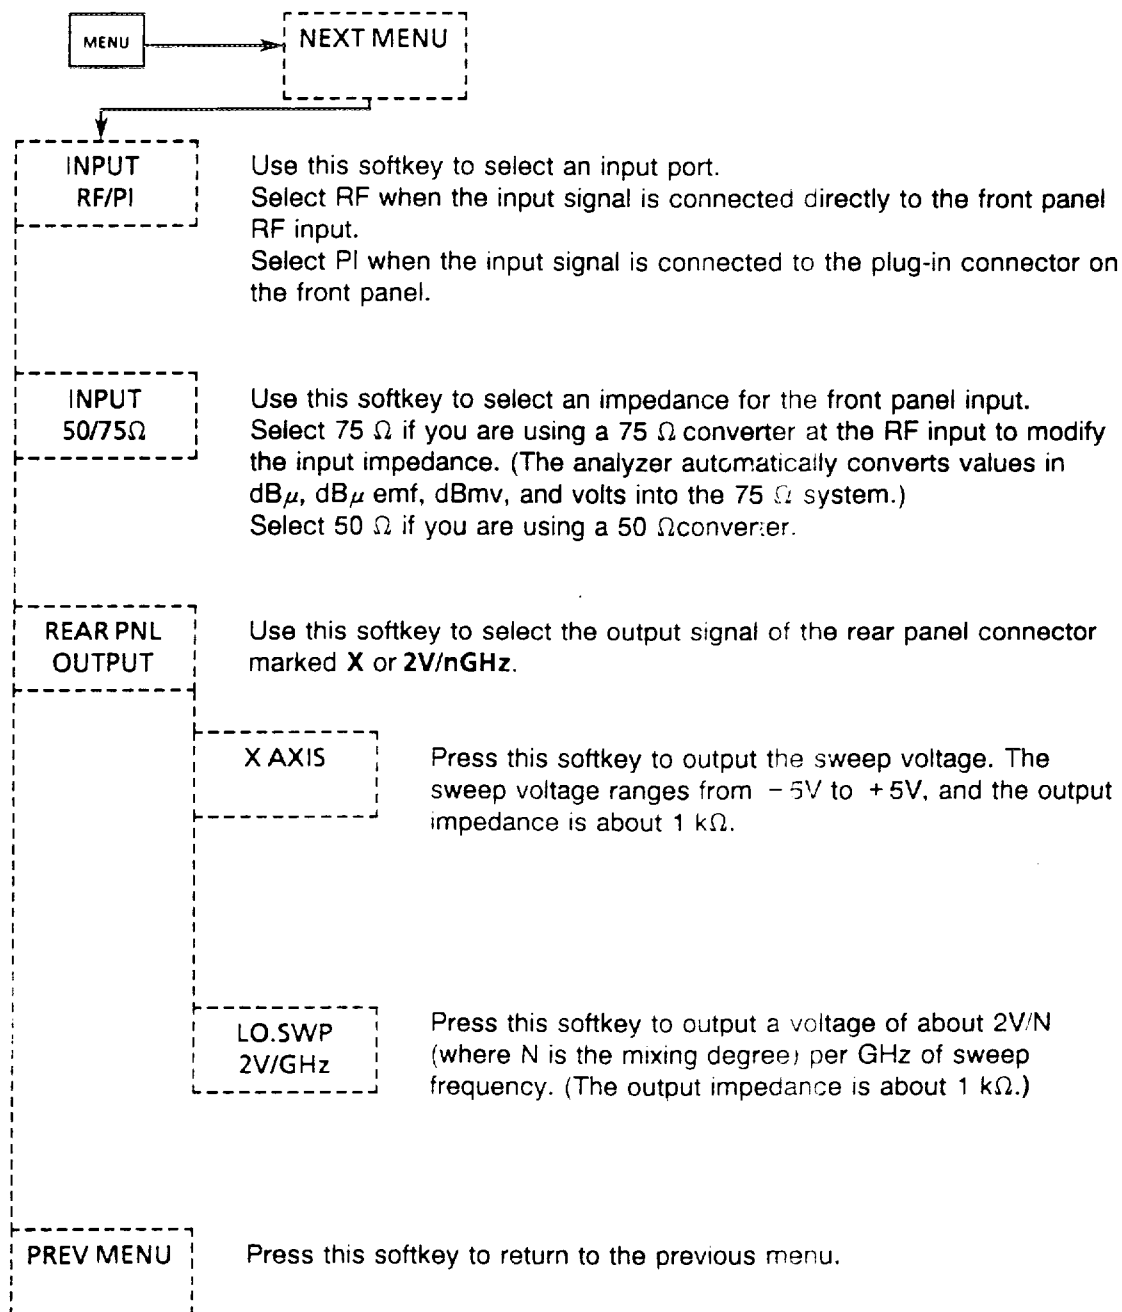 MENU
NEXT MENU
INPUT
RF/PI
Use this softkey to select an input port.
Select RF when the input signal is connected directly to the front panel
RF input.
Select PI when the input signal is connected to the plug-in connector on
the front panel.
INPUT
50/75Ω
Use this softkey to select an impedance for the front panel input.
Select 75 Ω if you are using a 75 Ω converter at the RF input to modify
the input impedance. (The analyzer automatically converts values in
dBμ, dBμ emf, dBmv, and volts into the 75 Ω system.)
Select 50 Ω if you are using a 50 Ωconverter.
REAR PNL
OUTPUT
Use this softkey to select the output signal of the rear panel connector
marked X or 2V/nGHz.
X AXIS
Press this softkey to output the sweep voltage. The
sweep voltage ranges from －5V to ＋5V, and the output
impedance is about 1 kΩ.
LO.SWP
2V/GHz
Press this softkey to output a voltage of about 2V/N
(where N is the mixing degree) per GHz of sweep
frequency. (The output impedance is about 1 kΩ.)
PREV MENU
Press this softkey to return to the previous menu.